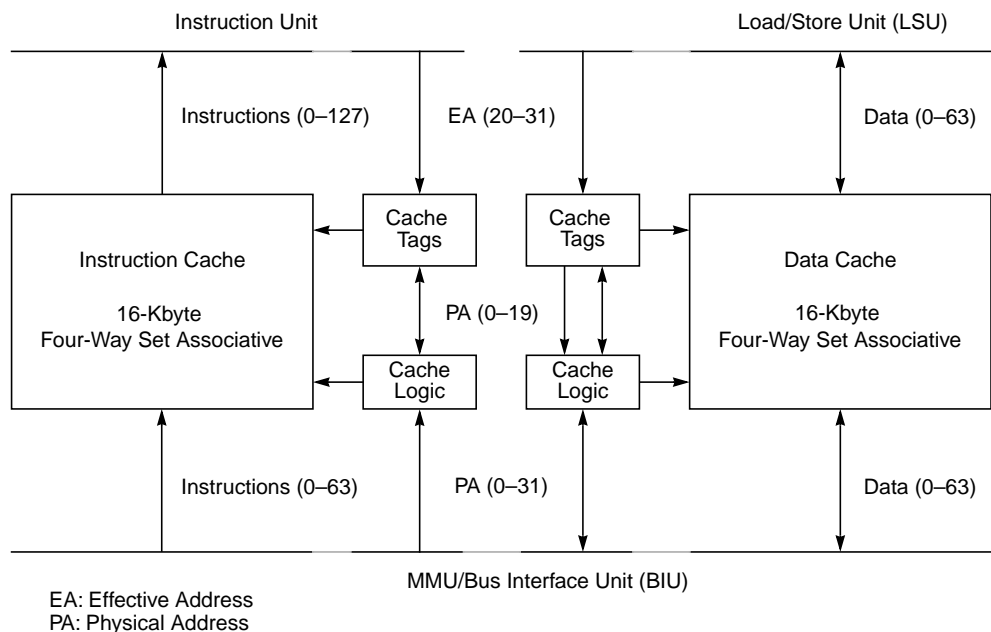 Instruction Unit
Load/Store Unit (LSU)
Instructions (0–127)
EA (20–31)
Data (0–63)
Cache
Tags
Cache
Tags
Instruction Cache
16-Kbyte
Four-Way Set Associative
Data Cache
16-Kbyte
Four-Way Set Associative
PA (0–19)
Cache
Logic
Cache
Logic
Instructions (0–63)
PA (0–31)
Data (0–63)
MMU/Bus Interface Unit (BIU)
EA: Effective Address
PA: Physical Address